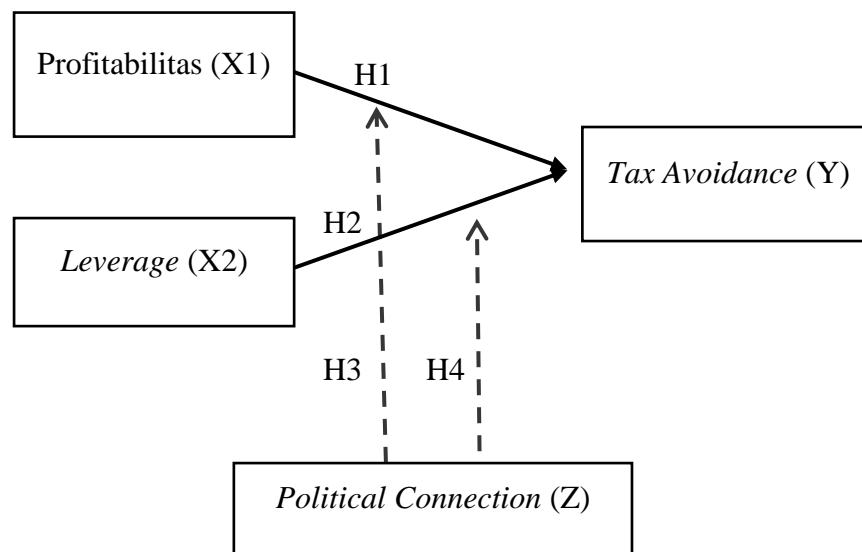 Profitabilitas (X1)
H1
Tax Avoidance (Y)
H2
Leverage (X2)
H3
H4
Political Connection (Z)